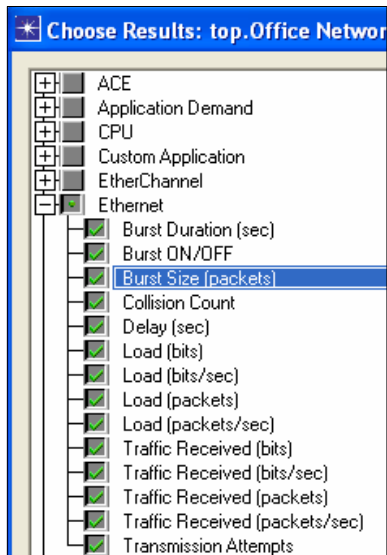 Choose Results: top.Office Networ
ACE
Application Demand
CPU
Custom Application
EtherChannel
Ethernet
Burst Duration (sec)
Burst ON/OFF
Burst Size (packets)
Collision Count
Delay (sec)
Load (bits)
Load (bits/sec)
Load (packets)
Load (packets/sec)
Traffic Received (bits)
Traffic Received (bits/sec)
Traffic Received (packets)
Traffic Received (packets/sec)
Transmission Attempts